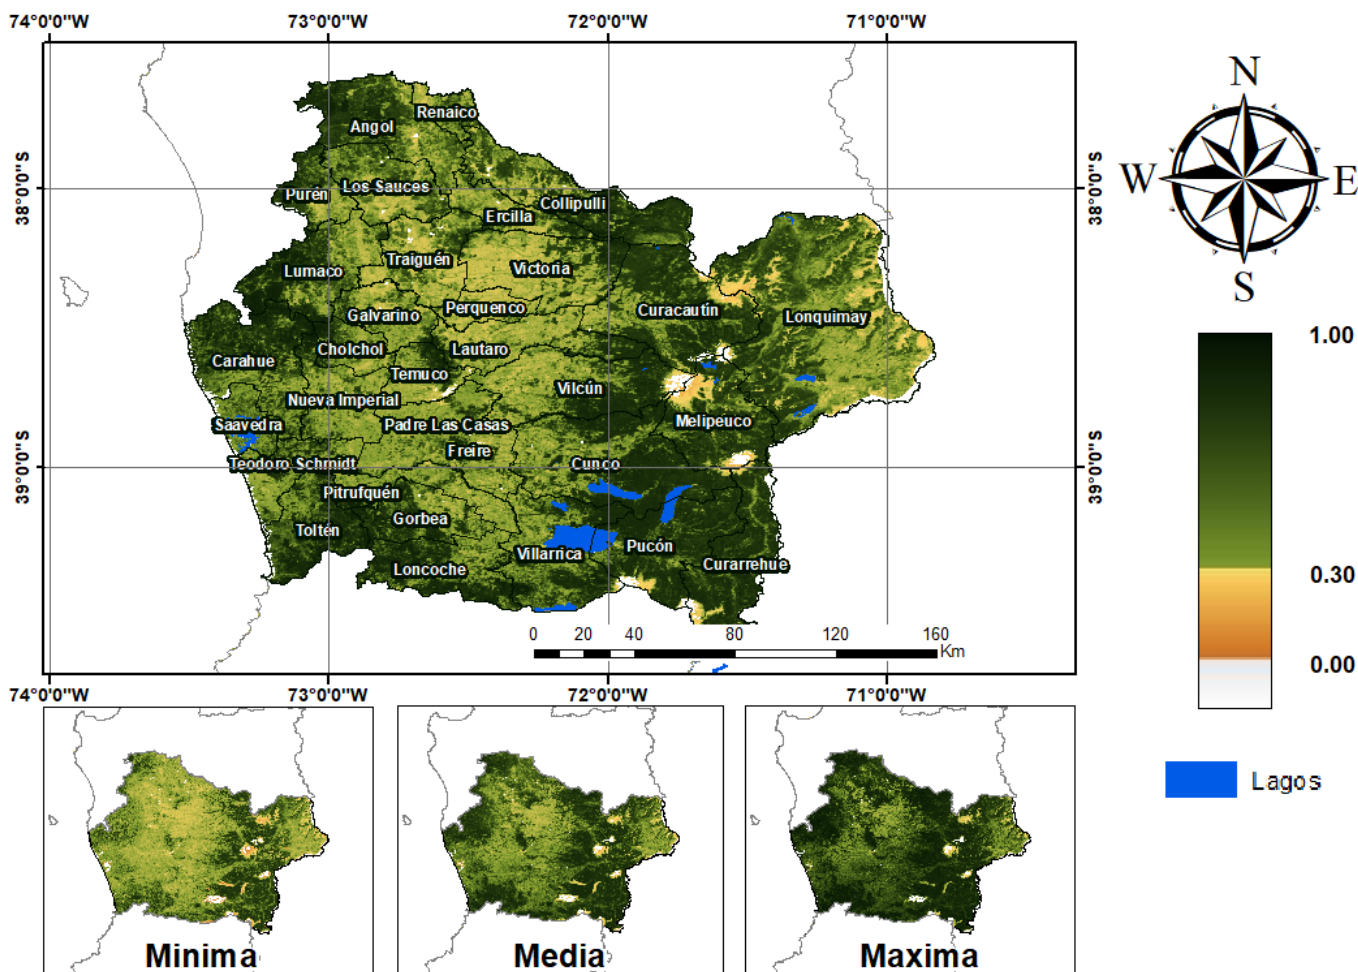 74°0'0"W 73°0'0"W 72°0'0"W 71°0'0"W
N
W E
S
38°0'0"S 38°0'0"S
39°0'0"S 39°0'0"S
Renaico
Angol
Los Sauces
Purén
Collipulli
Ercilla
Traiguén
Victoria
Lumaco
Curacautín
Perquenco
Galvarino
Lonquimay
Cholchol
Lautaro
Carahue
Temuco
Vilcún
Nueva Imperial
Melipeuco
Saavedra
Padre Las Casas
Freire
Teodoro Schmidt
Cunco
Pitrufquén
Gorbea
Toltén
Pucón
Villarrica
Curarrehue
Loncoche
0 20 40 80 120 160
Km
74°0'0"W 73°0'0"W 72°0'0"W 71°0'0"W
1.00
0.30
0.00
Lagos
Minima
Media
Maxima